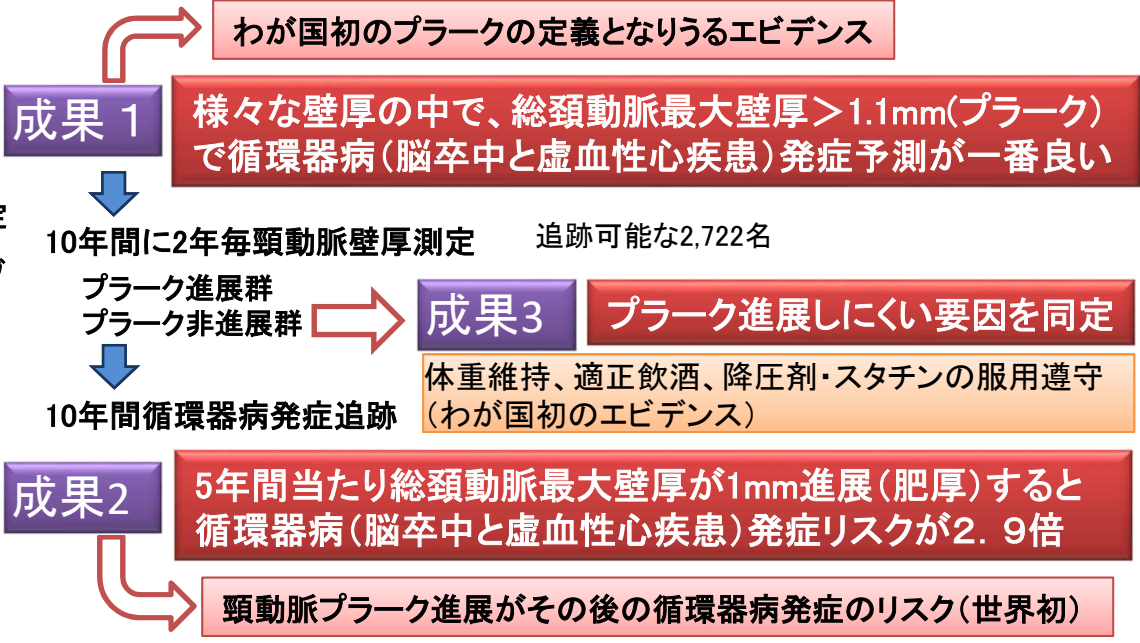 わが国初のプラークの定義となりうるエビデンス
成果１
様々な壁厚の中で、総頚動脈最大壁厚＞1.1mm(プラーク)
で循環器病（脳卒中と虚血性心疾患）発症予測が一番良い
10年間に2年毎頸動脈壁厚測定
追跡可能な2,722名
プラーク進展群
プラーク非進展群
成果3
プラーク進展しにくい要因を同定
体重維持、適正飲酒、降圧剤・スタチンの服用遵守
（わが国初のエビデンス）
10年間循環器病発症追跡
成果2
5年間当たり総頚動脈最大壁厚が1mm進展（肥厚）すると
循環器病（脳卒中と虚血性心疾患）発症リスクが２．９倍
頸動脈プラーク進展がその後の循環器病発症のリスク（世界初）